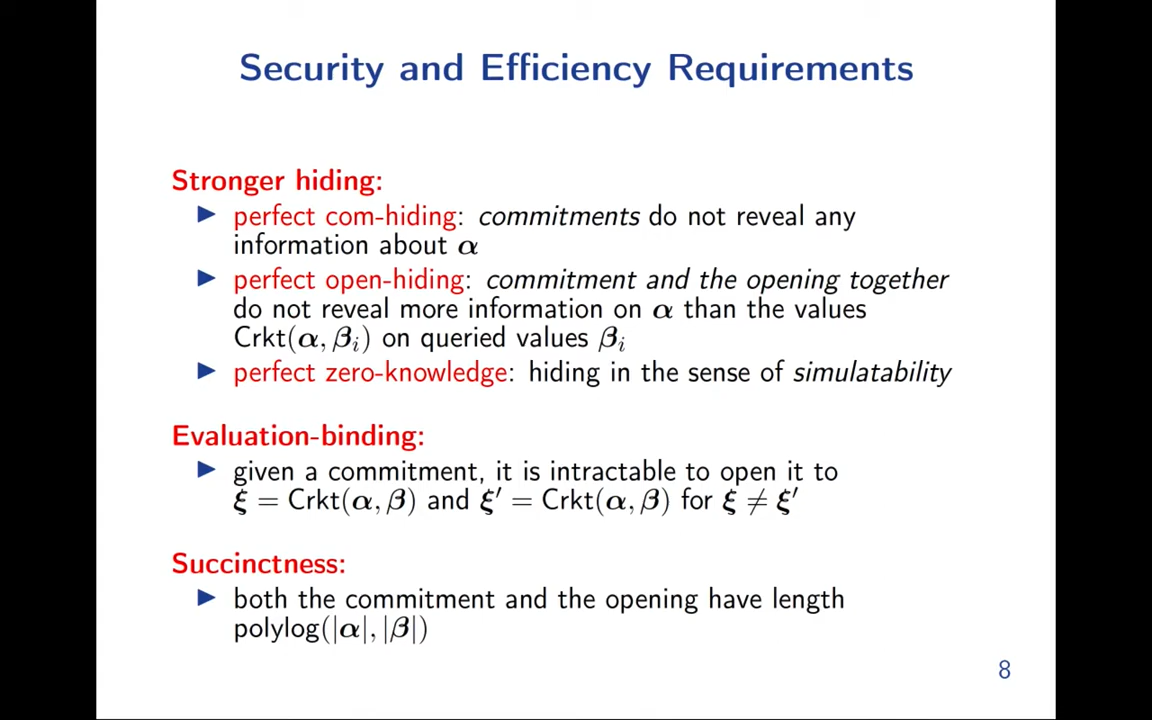 Security and Efficiency Requirements
Stronger hiding:
▶ perfect com-hiding: commitments do not reveal any
information about α
▶ perfect open-hiding: commitment and the opening together
do not reveal more information on α than the values
Crkt(α, βᵢ) on queried values βᵢ
▶ perfect zero-knowledge: hiding in the sense of simulatability
Evaluation-binding:
▶ given a commitment, it is intractable to open it to
ξ = Crkt(α, β) and ξ′ = Crkt(α, β) for ξ ≠ ξ′
Succinctness:
▶ both the commitment and the opening have length
polylog(|α|, |β|)
8